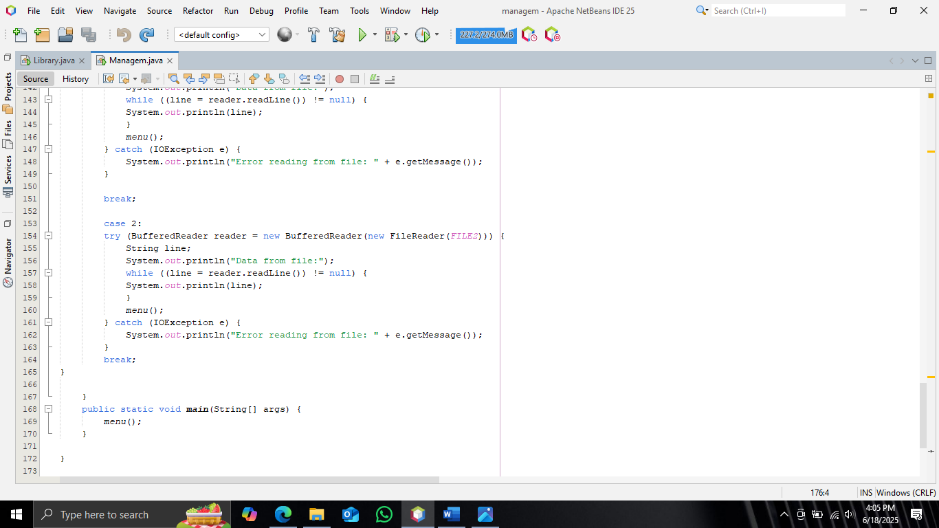 File Edit View Navigate Source Refactor Run Debug Profile Team Tools Window Help managem - Apache NetBeans IDE 25 Search (Ctrl+I)
<default config>
Library.java Managem.java
Source History
Projects
Files
Services
Navigator
142 System.out.println("Data from file:");
143 while ((line = reader.readLine()) != null) {
144 System.out.println(line);
145 }
146 menu();
147 } catch (IOException e) {
148 System.out.println("Error reading from file: " + e.getMessage());
149 }
150
151 break;
152
153 case 2:
154 try (BufferedReader reader = new BufferedReader(new FileReader(FILES))) {
155 String line;
156 System.out.println("Data from file:");
157 while ((line = reader.readLine()) != null) {
158 System.out.println(line);
159 }
160 menu();
161 } catch (IOException e) {
162 System.out.println("Error reading from file: " + e.getMessage());
163 }
164 break;
165 }
166
167 }
168 public static void main(String[] args) {
169 menu();
170 }
171
172 }
173
176:4 INS Windows (CRLF)
Type here to search
4:05 PM
6/18/2025